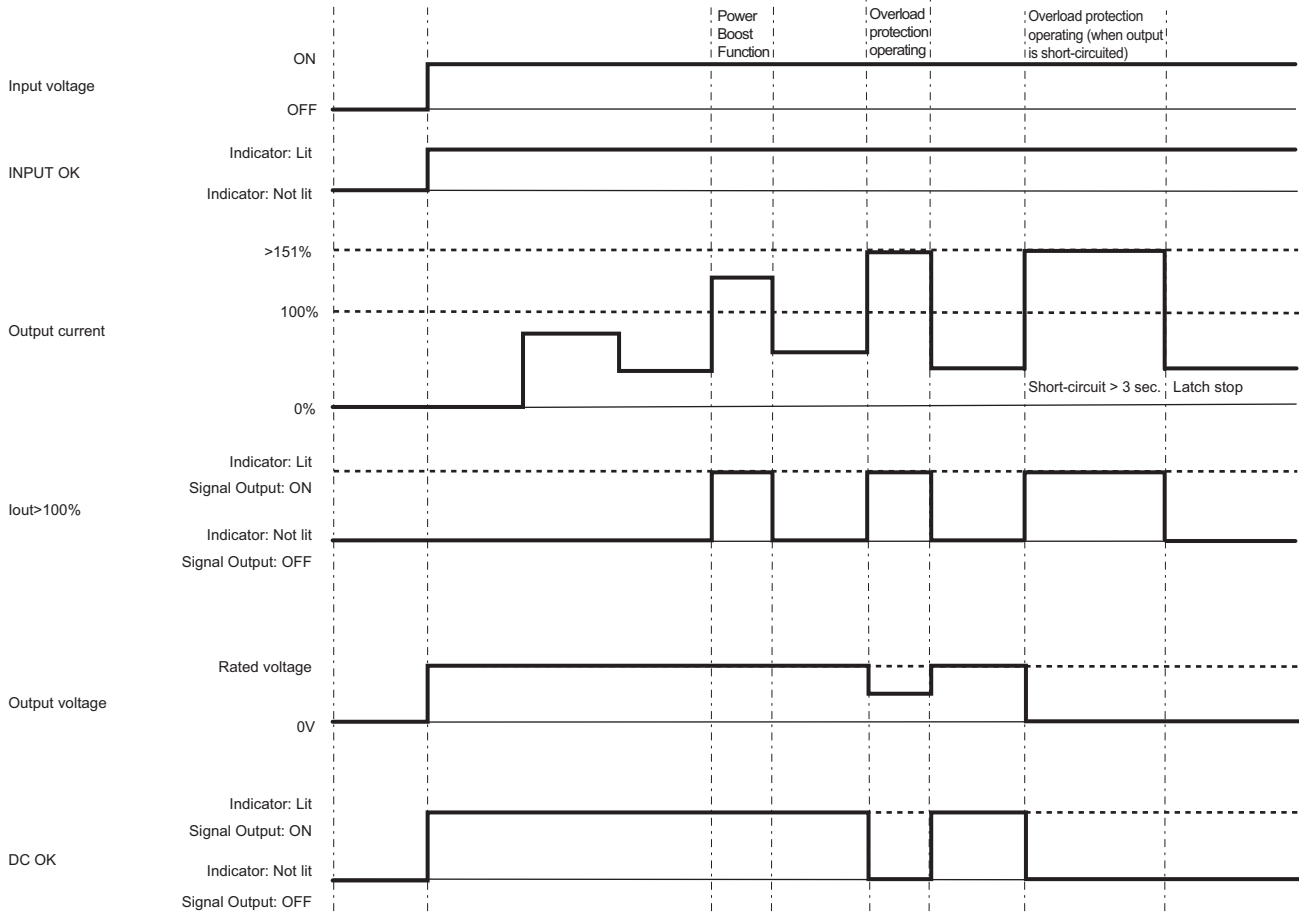 Power
Boost
Function
Overload
protection
operating
Overload protection
operating (when output
is short-circuited)
Input voltage
ON
OFF
INPUT OK
Indicator: Lit
Indicator: Not lit
Output current
>151%
100%
0%
Short-circuit > 3 sec.
Latch stop
Iout>100%
Indicator: Lit
Signal Output: ON
Indicator: Not lit
Signal Output: OFF
Output voltage
Rated voltage
0V
DC OK
Indicator: Lit
Signal Output: ON
Indicator: Not lit
Signal Output: OFF